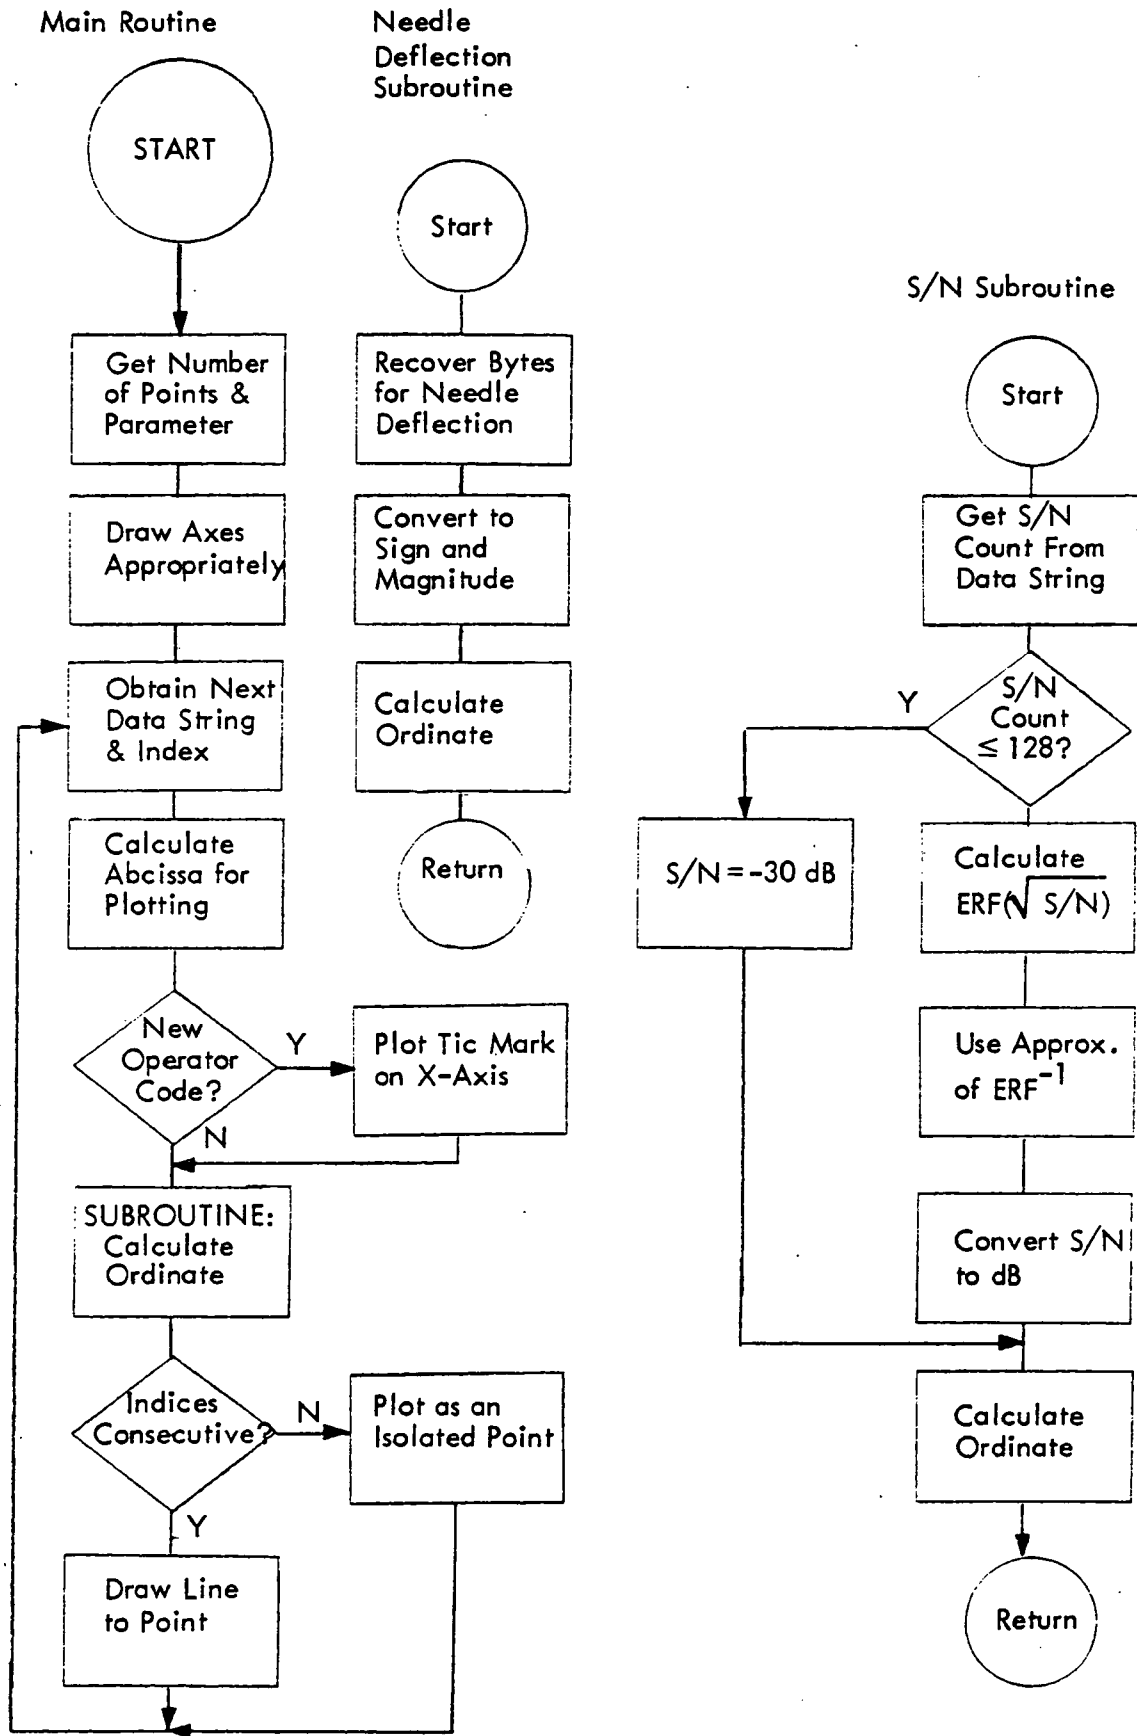 Main Routine
START
Get Number
of Points &
Parameter
Draw Axes
Appropriately
Obtain Next
Data String
& Index
Calculate
Abcissa for
Plotting
New
Operator
Code?
Y
N
Plot Tic Mark
on X-Axis
SUBROUTINE:
Calculate
Ordinate
Indices
Consecutive?
N
Y
Plot as an
Isolated Point
Draw Line
to Point
Needle
Deflection
Subroutine
Start
Recover Bytes
for Needle
Deflection
Convert to
Sign and
Magnitude
Calculate
Ordinate
Return
S/N Subroutine
Start
Get S/N
Count From
Data String
S/N
Count
≤ 128?
Y
S/N = -30 dB
Calculate
ERF(√S/N)
Use Approx.
of ERF⁻¹
Convert S/N
to dB
Calculate
Ordinate
Return